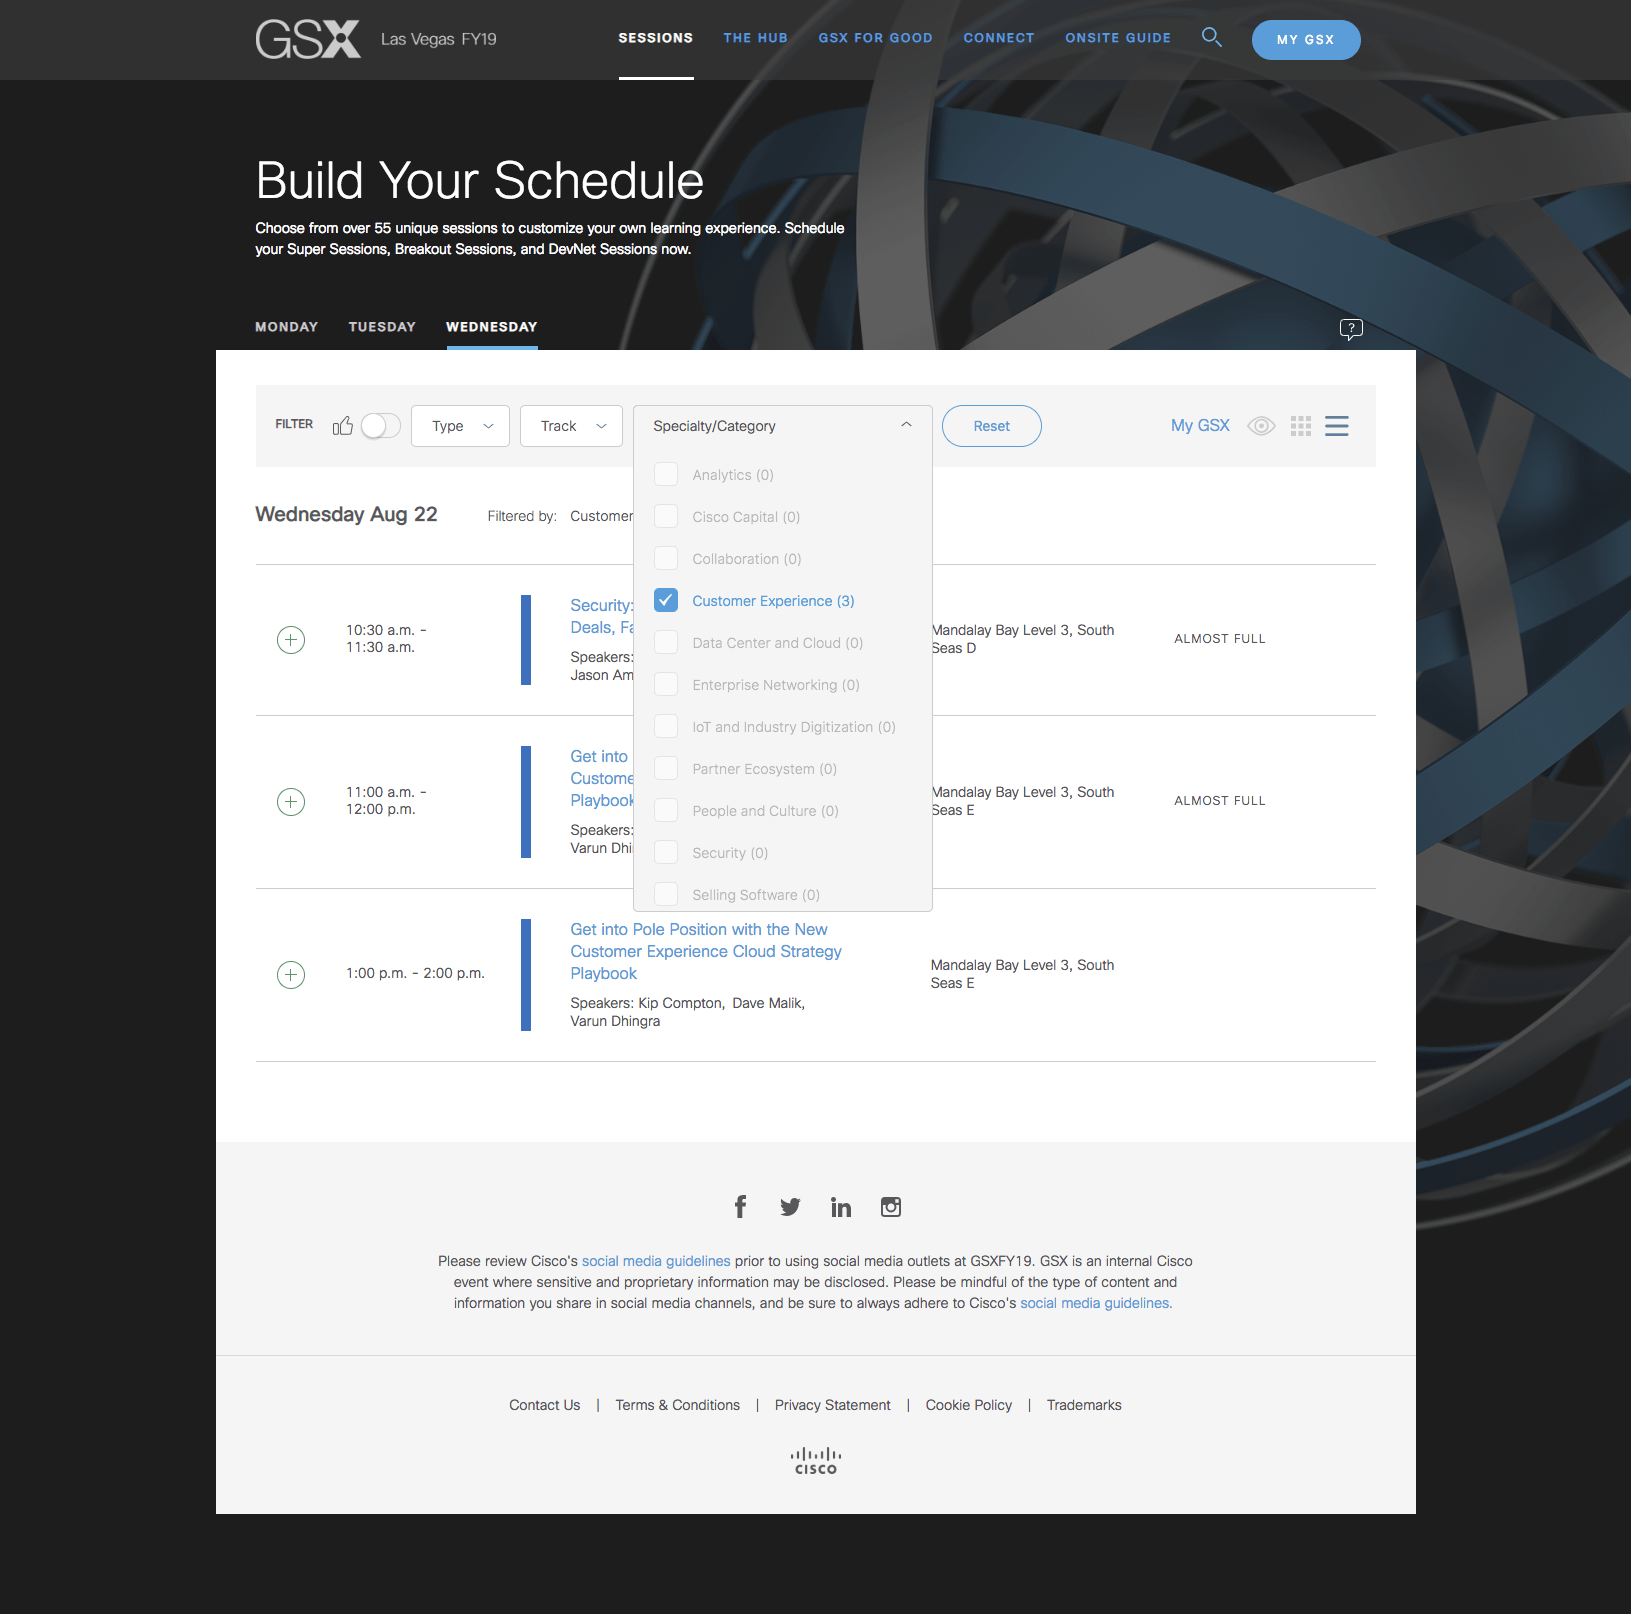 GSX Las Vegas FY19 SESSIONS THE HUB GSX FOR GOOD CONNECT ONSITE GUIDE MY GSX
Build Your Schedule
Choose from over 55 unique sessions to customize your own learning experience. Schedule
your Super Sessions, Breakout Sessions, and DevNet Sessions now.
MONDAY TUESDAY WEDNESDAY ?
FILTER Type Track Specialty/Category Reset My GSX
Analytics (0)
Cisco Capital (0)
Collaboration (0)
Customer Experience (3)
Data Center and Cloud (0)
Enterprise Networking (0)
IoT and Industry Digitization (0)
Partner Ecosystem (0)
People and Culture (0)
Security (0)
Selling Software (0)
Wednesday Aug 22 Filtered by: Customer
10:30 a.m. -
11:30 a.m.
Security:
Deals, Fa
Speakers:
Jason Am
Mandalay Bay Level 3, South
Seas D
ALMOST FULL
11:00 a.m. -
12:00 p.m.
Get into
Custome
Playbook
Speakers:
Varun Dhi
Mandalay Bay Level 3, South
Seas E
ALMOST FULL
1:00 p.m. - 2:00 p.m.
Get into Pole Position with the New
Customer Experience Cloud Strategy
Playbook
Speakers: Kip Compton, Dave Malik,
Varun Dhingra
Mandalay Bay Level 3, South
Seas E
Please review Cisco's social media guidelines prior to using social media outlets at GSXFY19. GSX is an internal Cisco
event where sensitive and proprietary information may be disclosed. Please be mindful of the type of content and
information you share in social media channels, and be sure to always adhere to Cisco's social media guidelines.
Contact Us | Terms & Conditions | Privacy Statement | Cookie Policy | Trademarks
CISCO